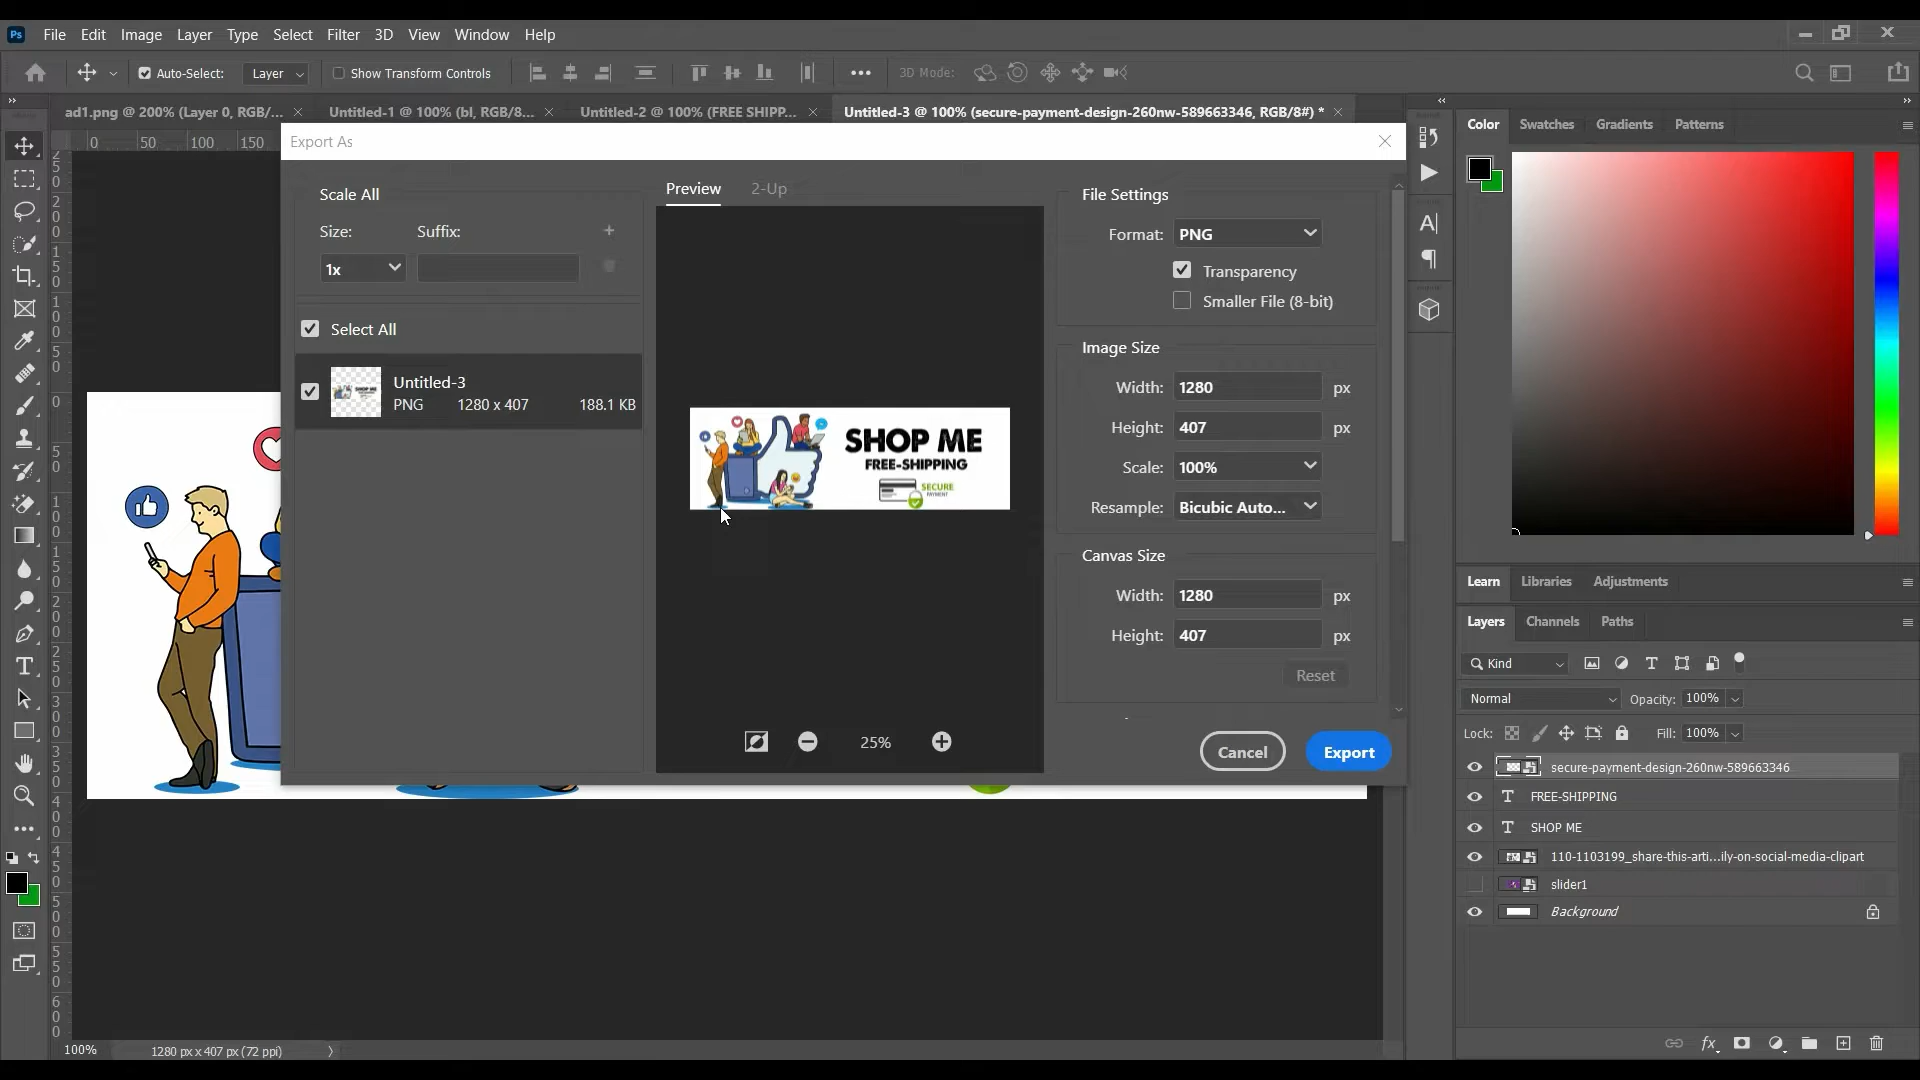 Ps File Edit Image Layer Type Select Filter 3D View Window Help
Auto-Select: Layer Show Transform Controls 3D Mode:
ad1.png @ 200% (Layer 0, RGB/... Untitled-1 @ 100% (bl, RGB/8... Untitled-2 @ 100% (FREE SHIPP... Untitled-3 @ 100% (secure-payment-design-260nw-589663346, RGB/8#) *
0 50 100 150
Export As
Scale All
Size: Suffix:
1x
Select All
Untitled-3
PNG 1280 x 407 188.1 KB
Preview 2-Up
SHOP ME
FREE-SHIPPING
SECURE
PAYMENT
25%
File Settings
Format: PNG
Transparency
Smaller File (8-bit)
Image Size
Width: 1280 px
Height: 407 px
Scale: 100%
Resample: Bicubic Auto...
Canvas Size
Width: 1280 px
Height: 407 px
Reset
Cancel Export
Color Swatches Gradients Patterns
Learn Libraries Adjustments
Layers Channels Paths
Kind
Normal Opacity: 100%
Lock: Fill: 100%
secure-payment-design-260nw-589663346
FREE-SHIPPING
SHOP ME
110-1103199_share-this-arti...ily-on-social-media-clipart
slider1
Background
100% 1280 px x 407 px (72 ppi)